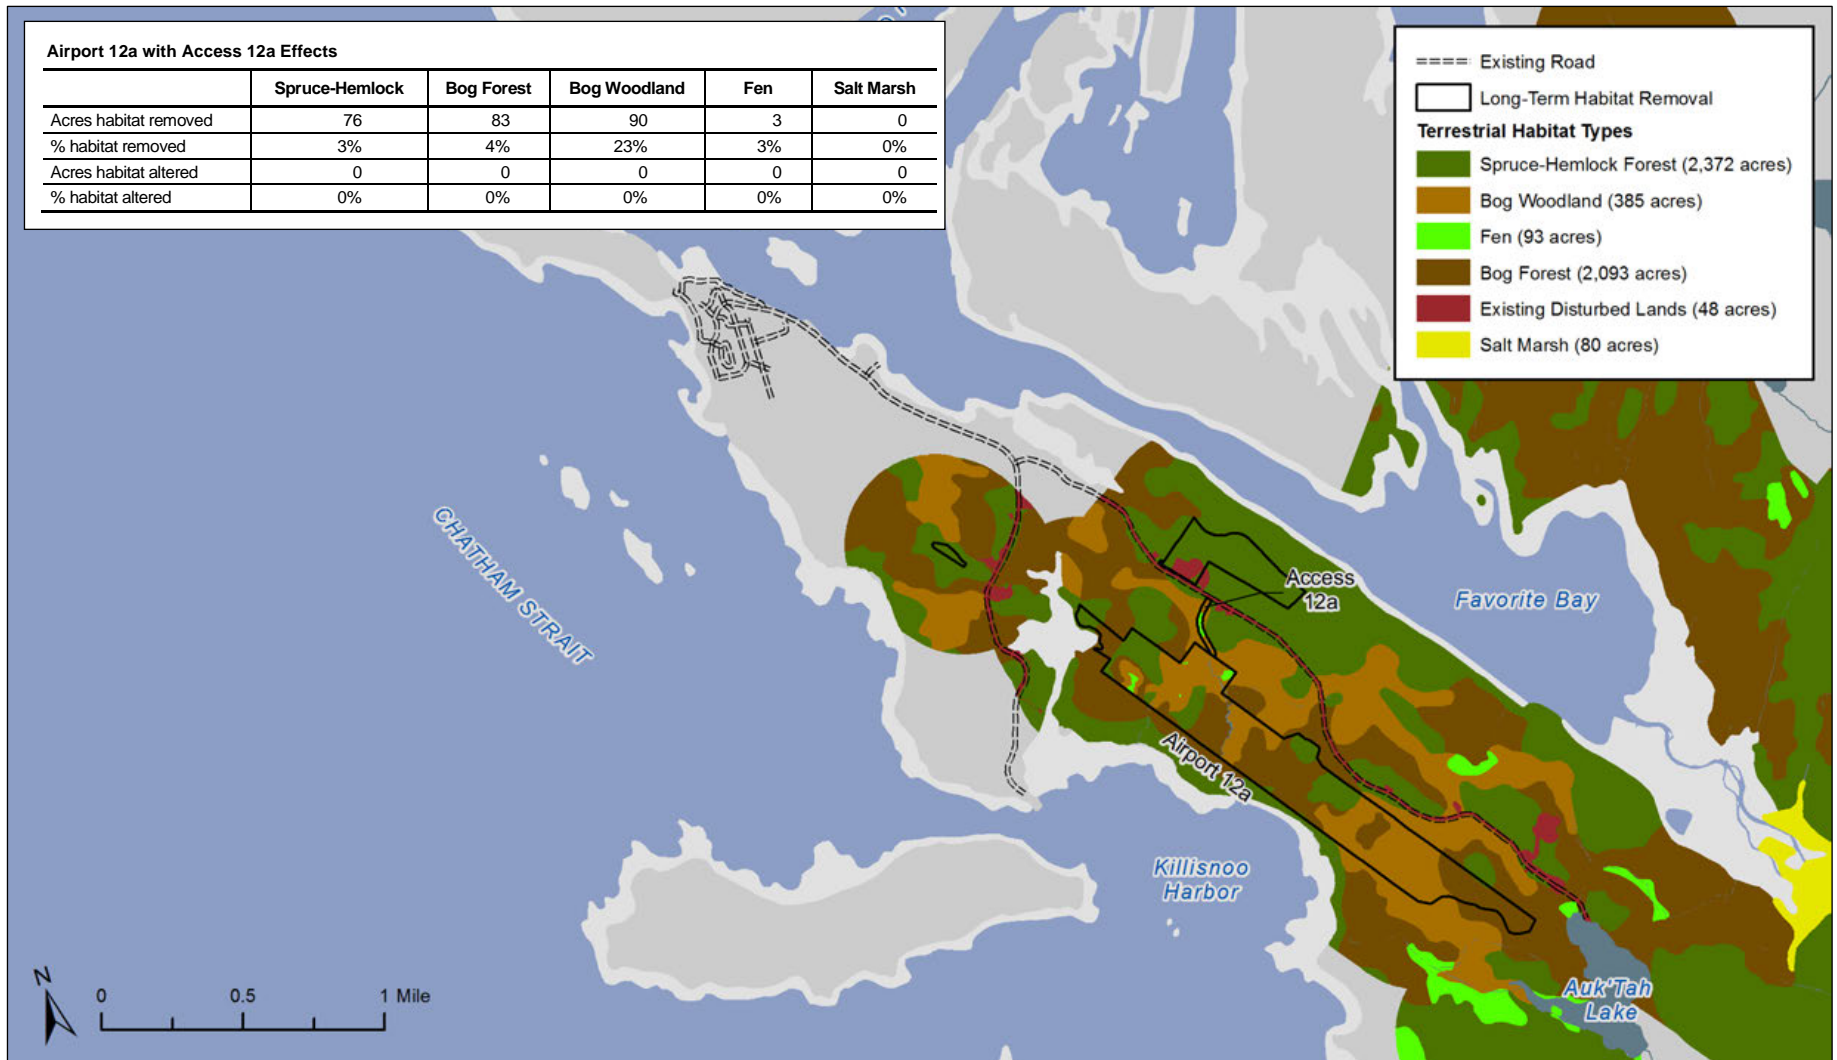 Airport 12a with Access 12a Effects
Spruce-Hemlock Bog Forest Bog Woodland Fen Salt Marsh
Acres habitat removed 76 83 90 3 0
% habitat removed 3% 4% 23% 3% 0%
Acres habitat altered 0 0 0 0 0
% habitat altered 0% 0% 0% 0% 0%
Existing Road
Long-Term Habitat Removal
Terrestrial Habitat Types
Spruce-Hemlock Forest (2,372 acres)
Bog Woodland (385 acres)
Fen (93 acres)
Bog Forest (2,093 acres)
Existing Disturbed Lands (48 acres)
Salt Marsh (80 acres)
CHATHAM STRAIT
Access
12a
Favorite Bay
Airport 12a
Killisnoo
Harbor
Auk'Tah
Lake
N
0 0.5 1 Mile